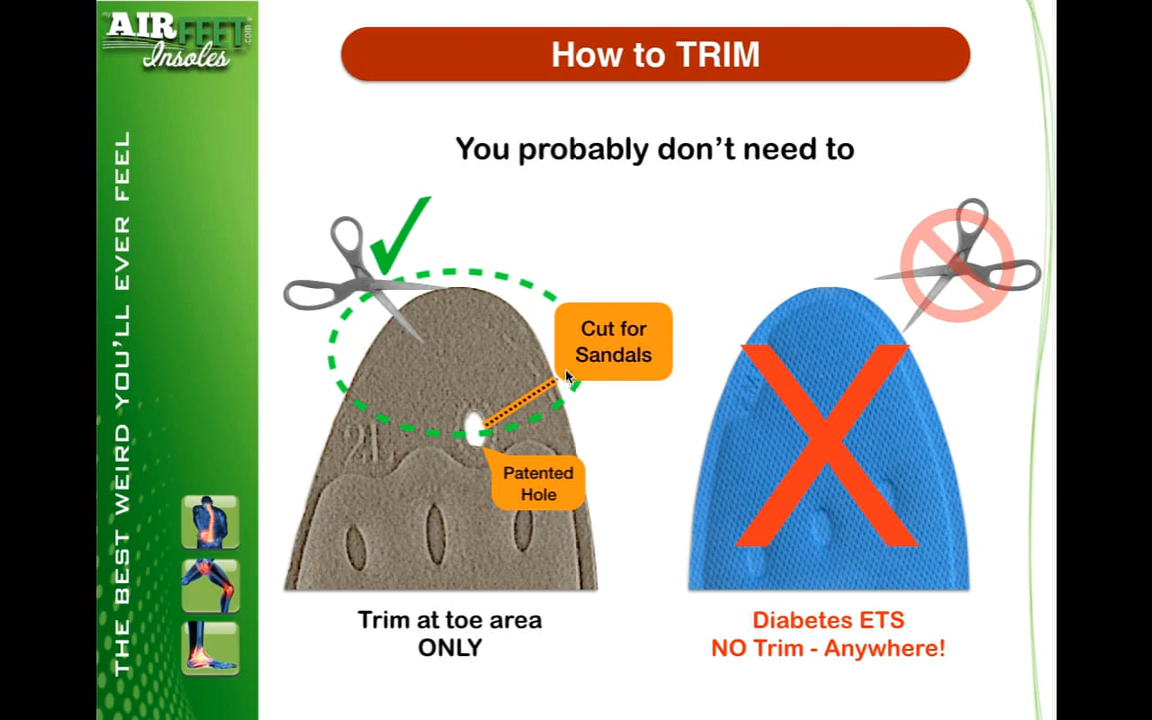 my
AIR FEET .com
Insoles
THE BEST WEIRD YOU'LL EVER FEEL
How to TRIM
You probably don't need to
Cut for
Sandals
21
Patented
Hole
Trim at toe area
ONLY
Diabetes ETS
NO Trim - Anywhere!